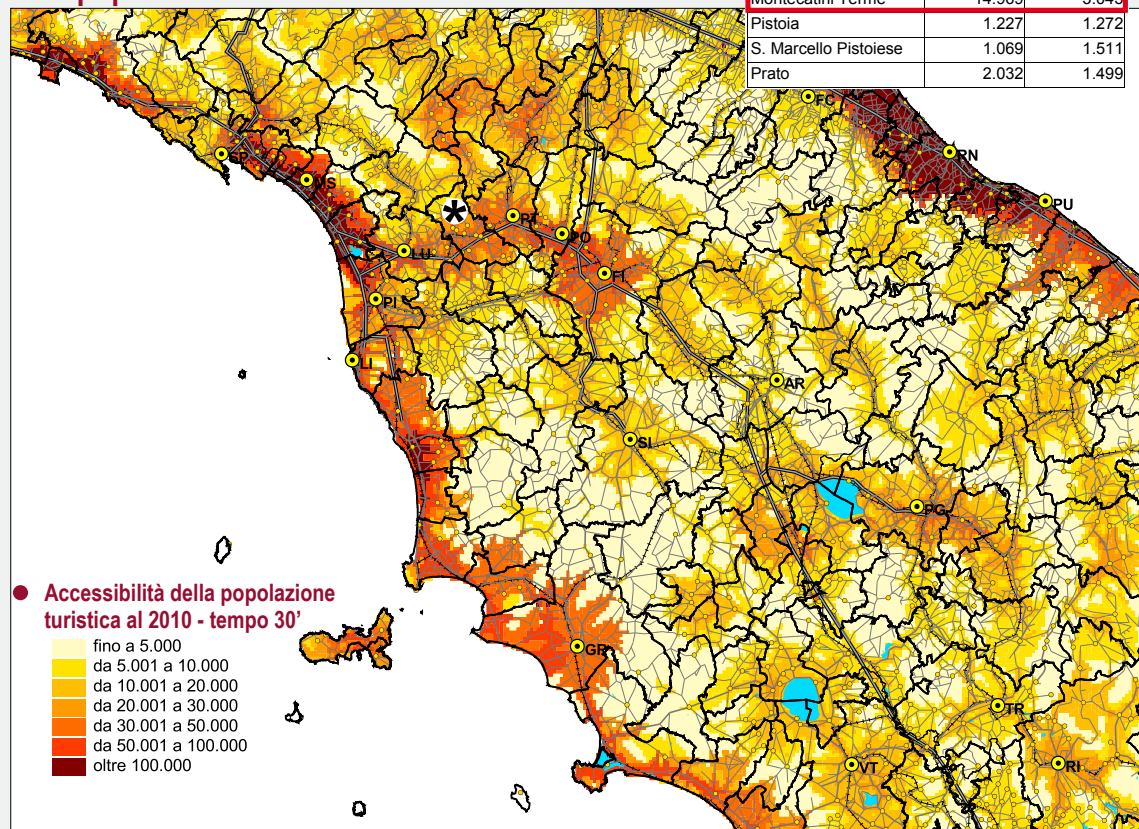 Pistoia 1.227 1.272
S. Marcello Pistoiese 1.069 1.511
Prato 2.032 1.499
FC
RN
PU
SP
MS
*
PT
PO
LU
FI
PI
LI
AR
SI
PG
● Accessibilità della popolazione
turistica al 2010 - tempo 30’
fino a 5.000
da 5.001 a 10.000
da 10.001 a 20.000
da 20.001 a 30.000
da 30.001 a 50.000
da 50.001 a 100.000
oltre 100.000
GR
TR
VT
RI